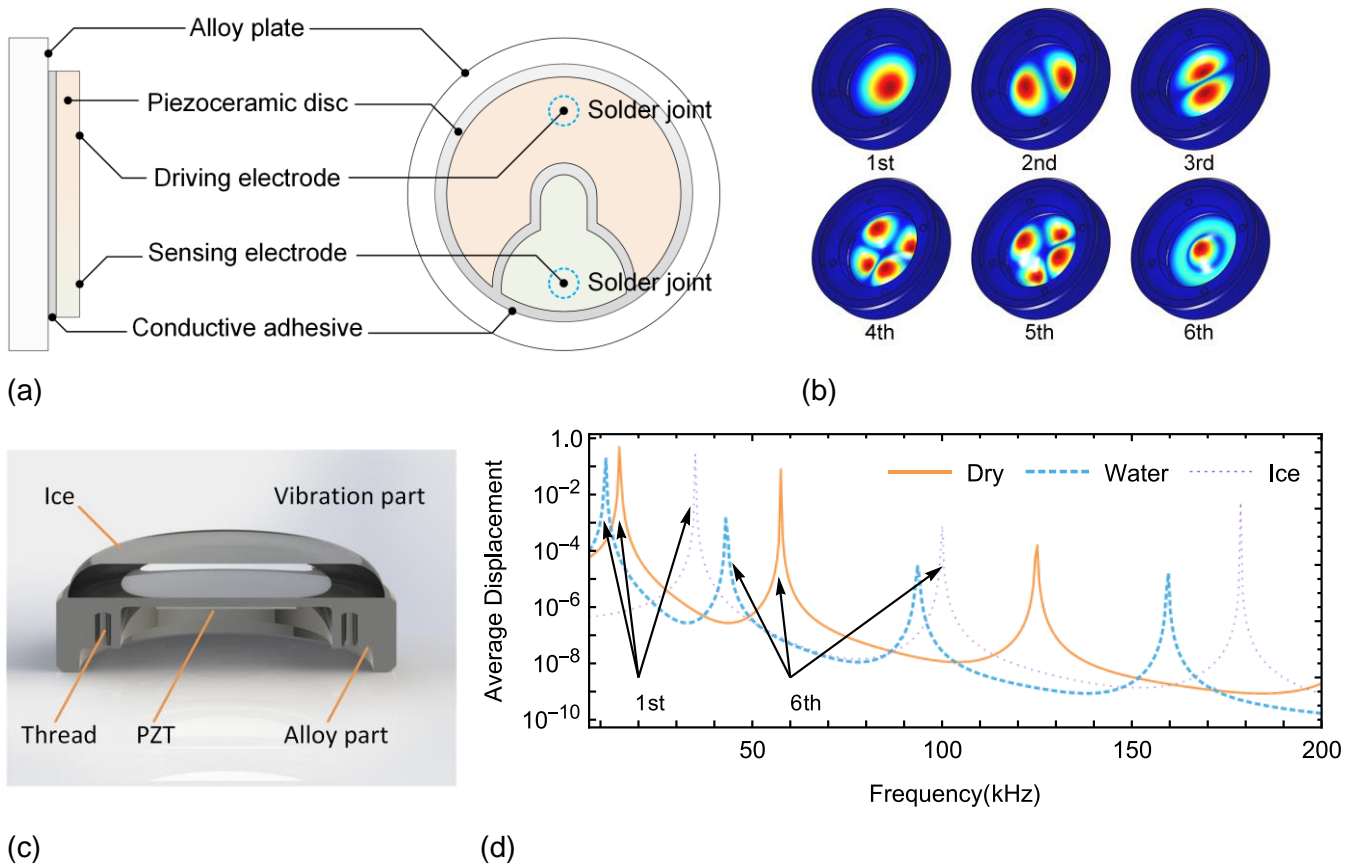 Alloy plate
Piezoceramic disc
Driving electrode
Sensing electrode
Conductive adhesive
Solder joint
Solder joint
(a)
1st
2nd
3rd
4th
5th
6th
(b)
Ice
Vibration part
Thread
PZT
Alloy part
(c)
Average Displacement
1.0
10⁻²
10⁻⁴
10⁻⁶
10⁻⁸
10⁻¹⁰
Dry
Water
Ice
1st
6th
50
100
150
200
Frequency(kHz)
(d)